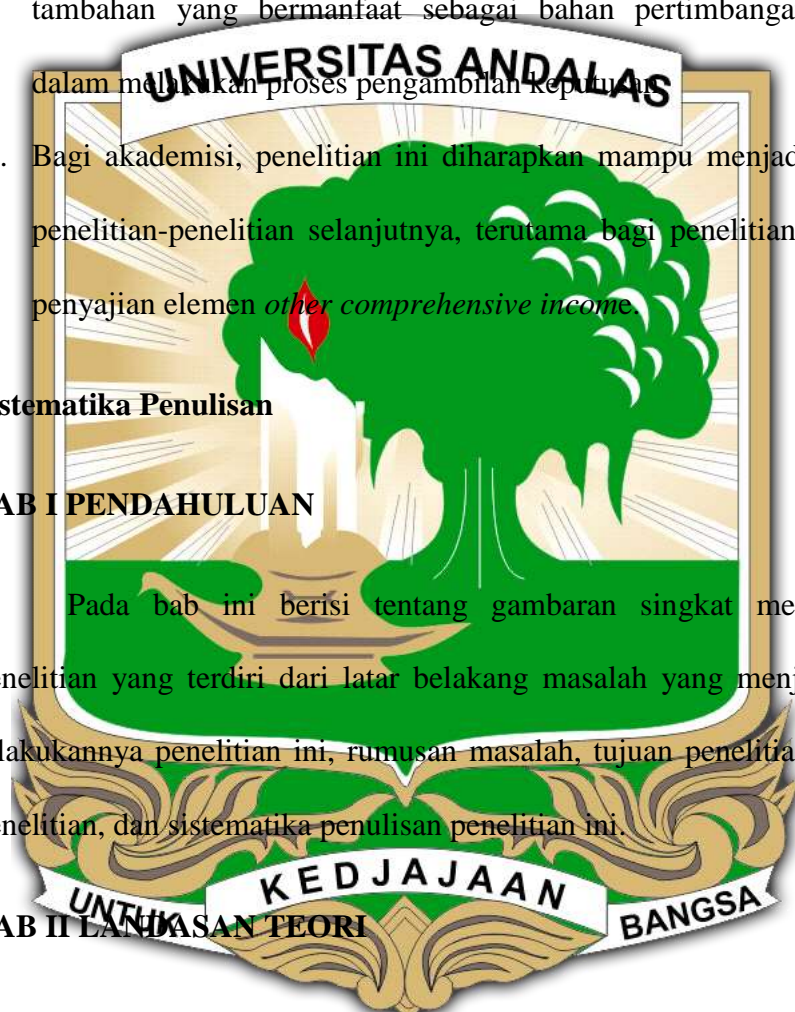 tambahan yang bermanfaat sebagai bahan pertimbanga
UNIVERSITAS ANDALAS
dalam melakukan proses pengambilan keputusan
. Bagi akademisi, penelitian ini diharapkan mampu menjad
penelitian-penelitian selanjutnya, terutama bagi penelitian
penyajian elemen other comprehensive income.
stematika Penulisan
AB I PENDAHULUAN
Pada bab ini berisi tentang gambaran singkat me
enelitian yang terdiri dari latar belakang masalah yang menj
lakukannya penelitian ini, rumusan masalah, tujuan penelitia
enelitian, dan sistematika penulisan penelitian ini.
KEDJAJAAN
UNTUK BANGSA
AB II LANDASAN TEORI